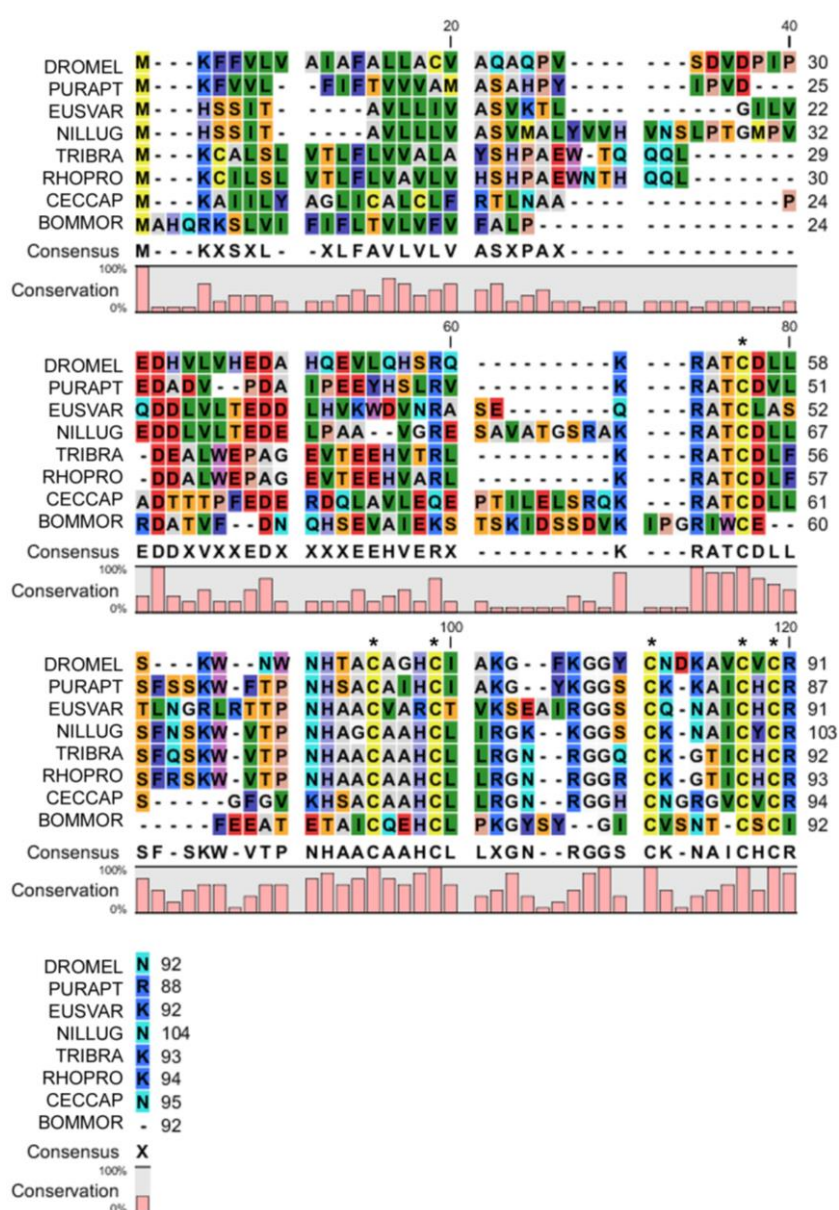 20 40
DROMEL M---KFFVLV AIAFALLACV AQAQPV---- ---SDVDPIP 30
PURAPT M---KFVVL- -FIFTVVVAM ASAHPY---- ---IPVD--- 25
EUSVAR M---HSSIT- ----AVLLIV ASVKTL---- ------GILV 22
NILLUG M---HSSIT- ----AVLLIV ASVMALYVVH VNSLPTGMPV 32
TRIBRA M---KCALSL VTLFLVVALA YSHPAEW-TQ QQL------- 29
RHOPRO M---KCILSL VTLFLVAVLV HSHPAEWNTH QQL------- 30
CECCAP M---KAIILY AGLICALCLF RTLNAA---- ---------P 24
BOMMOR MAHQRKSLVI FIFLTVLVFV FALP------ ---------- 24
Consensus M---KXSXL- -XLFAVLVLV ASXPAX---- ----------
100%
Conservation
0%
60 80
*
DROMEL EDHVLVHEDA HQEVLQHSRQ ---------K ---RATCDLL 58
PURAPT EDADV--PDA IPEEYHSLRV ---------K ---RATCDVL 51
EUSVAR QDDLVLTEDD LHVKWDVNRA SE-------Q ---RATCLAS 52
NILLUG EDDLVLTEDE LPAA--VGRE SAVATGSRAK ---RATCDLL 67
TRIBRA -DEALWEPAG EVTEEHVTRL ---------K ---RATCDLF 56
RHOPRO -DDALWEPAG EVTEEHVARL ---------K ---RATCDLF 57
CECCAP ADTTTPFEDE RDQLAVLEQE PTILELSRQK ---RATCDLL 61
BOMMOR RDATVF--DN QHSEVAIEKS TSKIDSSDVK IPGRIWCE-- 60
Consensus EDDXVXXEDX XXXEEHVERX ---------K ---RATCDLL
100%
Conservation
0%
100 120
* * * * *
DROMEL S---KW--NW NHTACAGHCI AKG--FKGGY CNDKAVCVCR 91
PURAPT SFSSKW-FTP NHSACAIHCI AKG--YKGGS CK-KAICHCR 87
EUSVAR TLNGRLRTTP NHAACVARCT VKSEAIRGGS CQ-NAICHCR 91
NILLUG SFNSKW-VTP NHAGCAAHCL IRGK--KGGS CK-NAICYCR 103
TRIBRA SFQSKW-VTP NHAACAAHCL LRGN--RGGQ CK-GTICHCR 92
RHOPRO SFRSKW-VTP NHAACAAHCL LRGN--RGGR CK-GTICHCR 93
CECCAP S-----GFGV KHSACAAHCL LRGN--RGGH CNGRGVCVCR 94
BOMMOR -----FEEAT ETAICQEHCL PKGYSY--GI CVSNT-CSCI 92
Consensus SF-SKW-VTP NHAACAAHCL LXGN--RGGS CK-NAICHCR
100%
Conservation
0%
DROMEL N 92
PURAPT R 88
EUSVAR K 92
NILLUG N 104
TRIBRA K 93
RHOPRO K 94
CECCAP N 95
BOMMOR - 92
Consensus X
100%
Conservation
0%